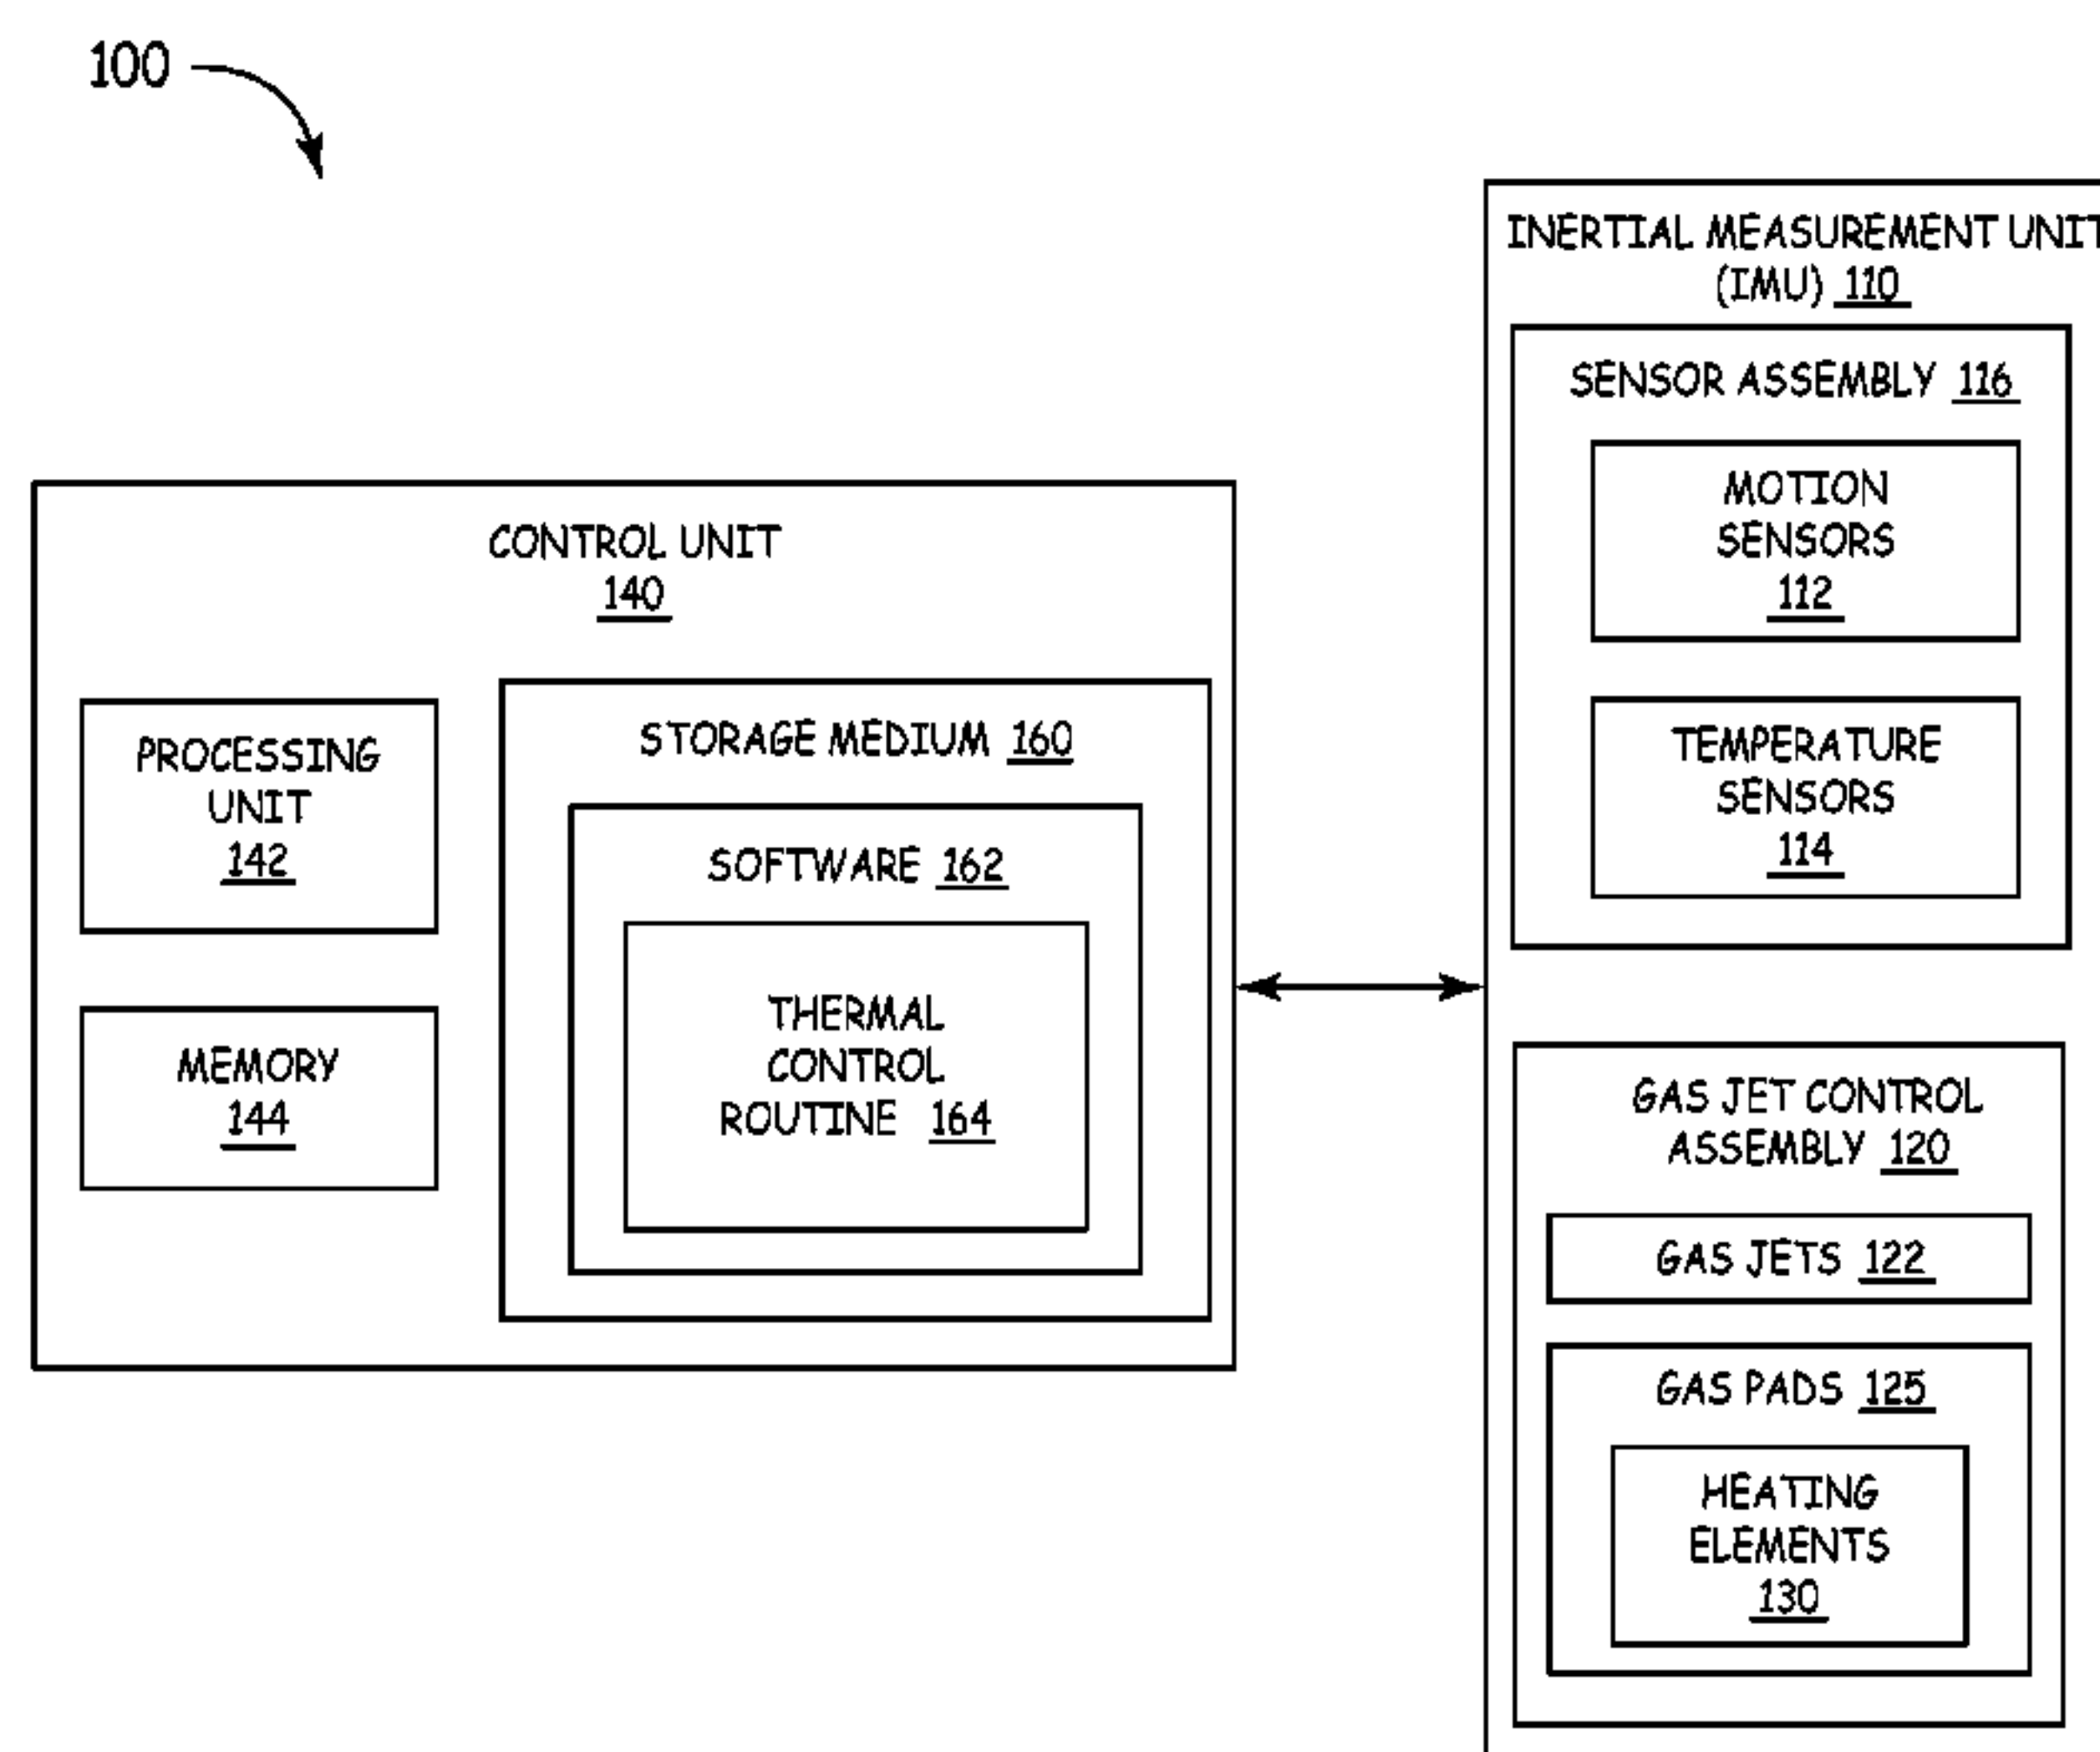 100
CONTROL UNIT
140
PROCESSING
UNIT
142
MEMORY
144
STORAGE MEDIUM 160
SOFTWARE 162
THERMAL
CONTROL
ROUTINE 164
INERTIAL MEASUREMENT UNIT
(IMU) 110
SENSOR ASSEMBLY 116
MOTION
SENSORS
112
TEMPERATURE
SENSORS
114
GAS JET CONTROL
ASSEMBLY 120
GAS JETS 122
GAS PADS 125
HEATING
ELEMENTS
130